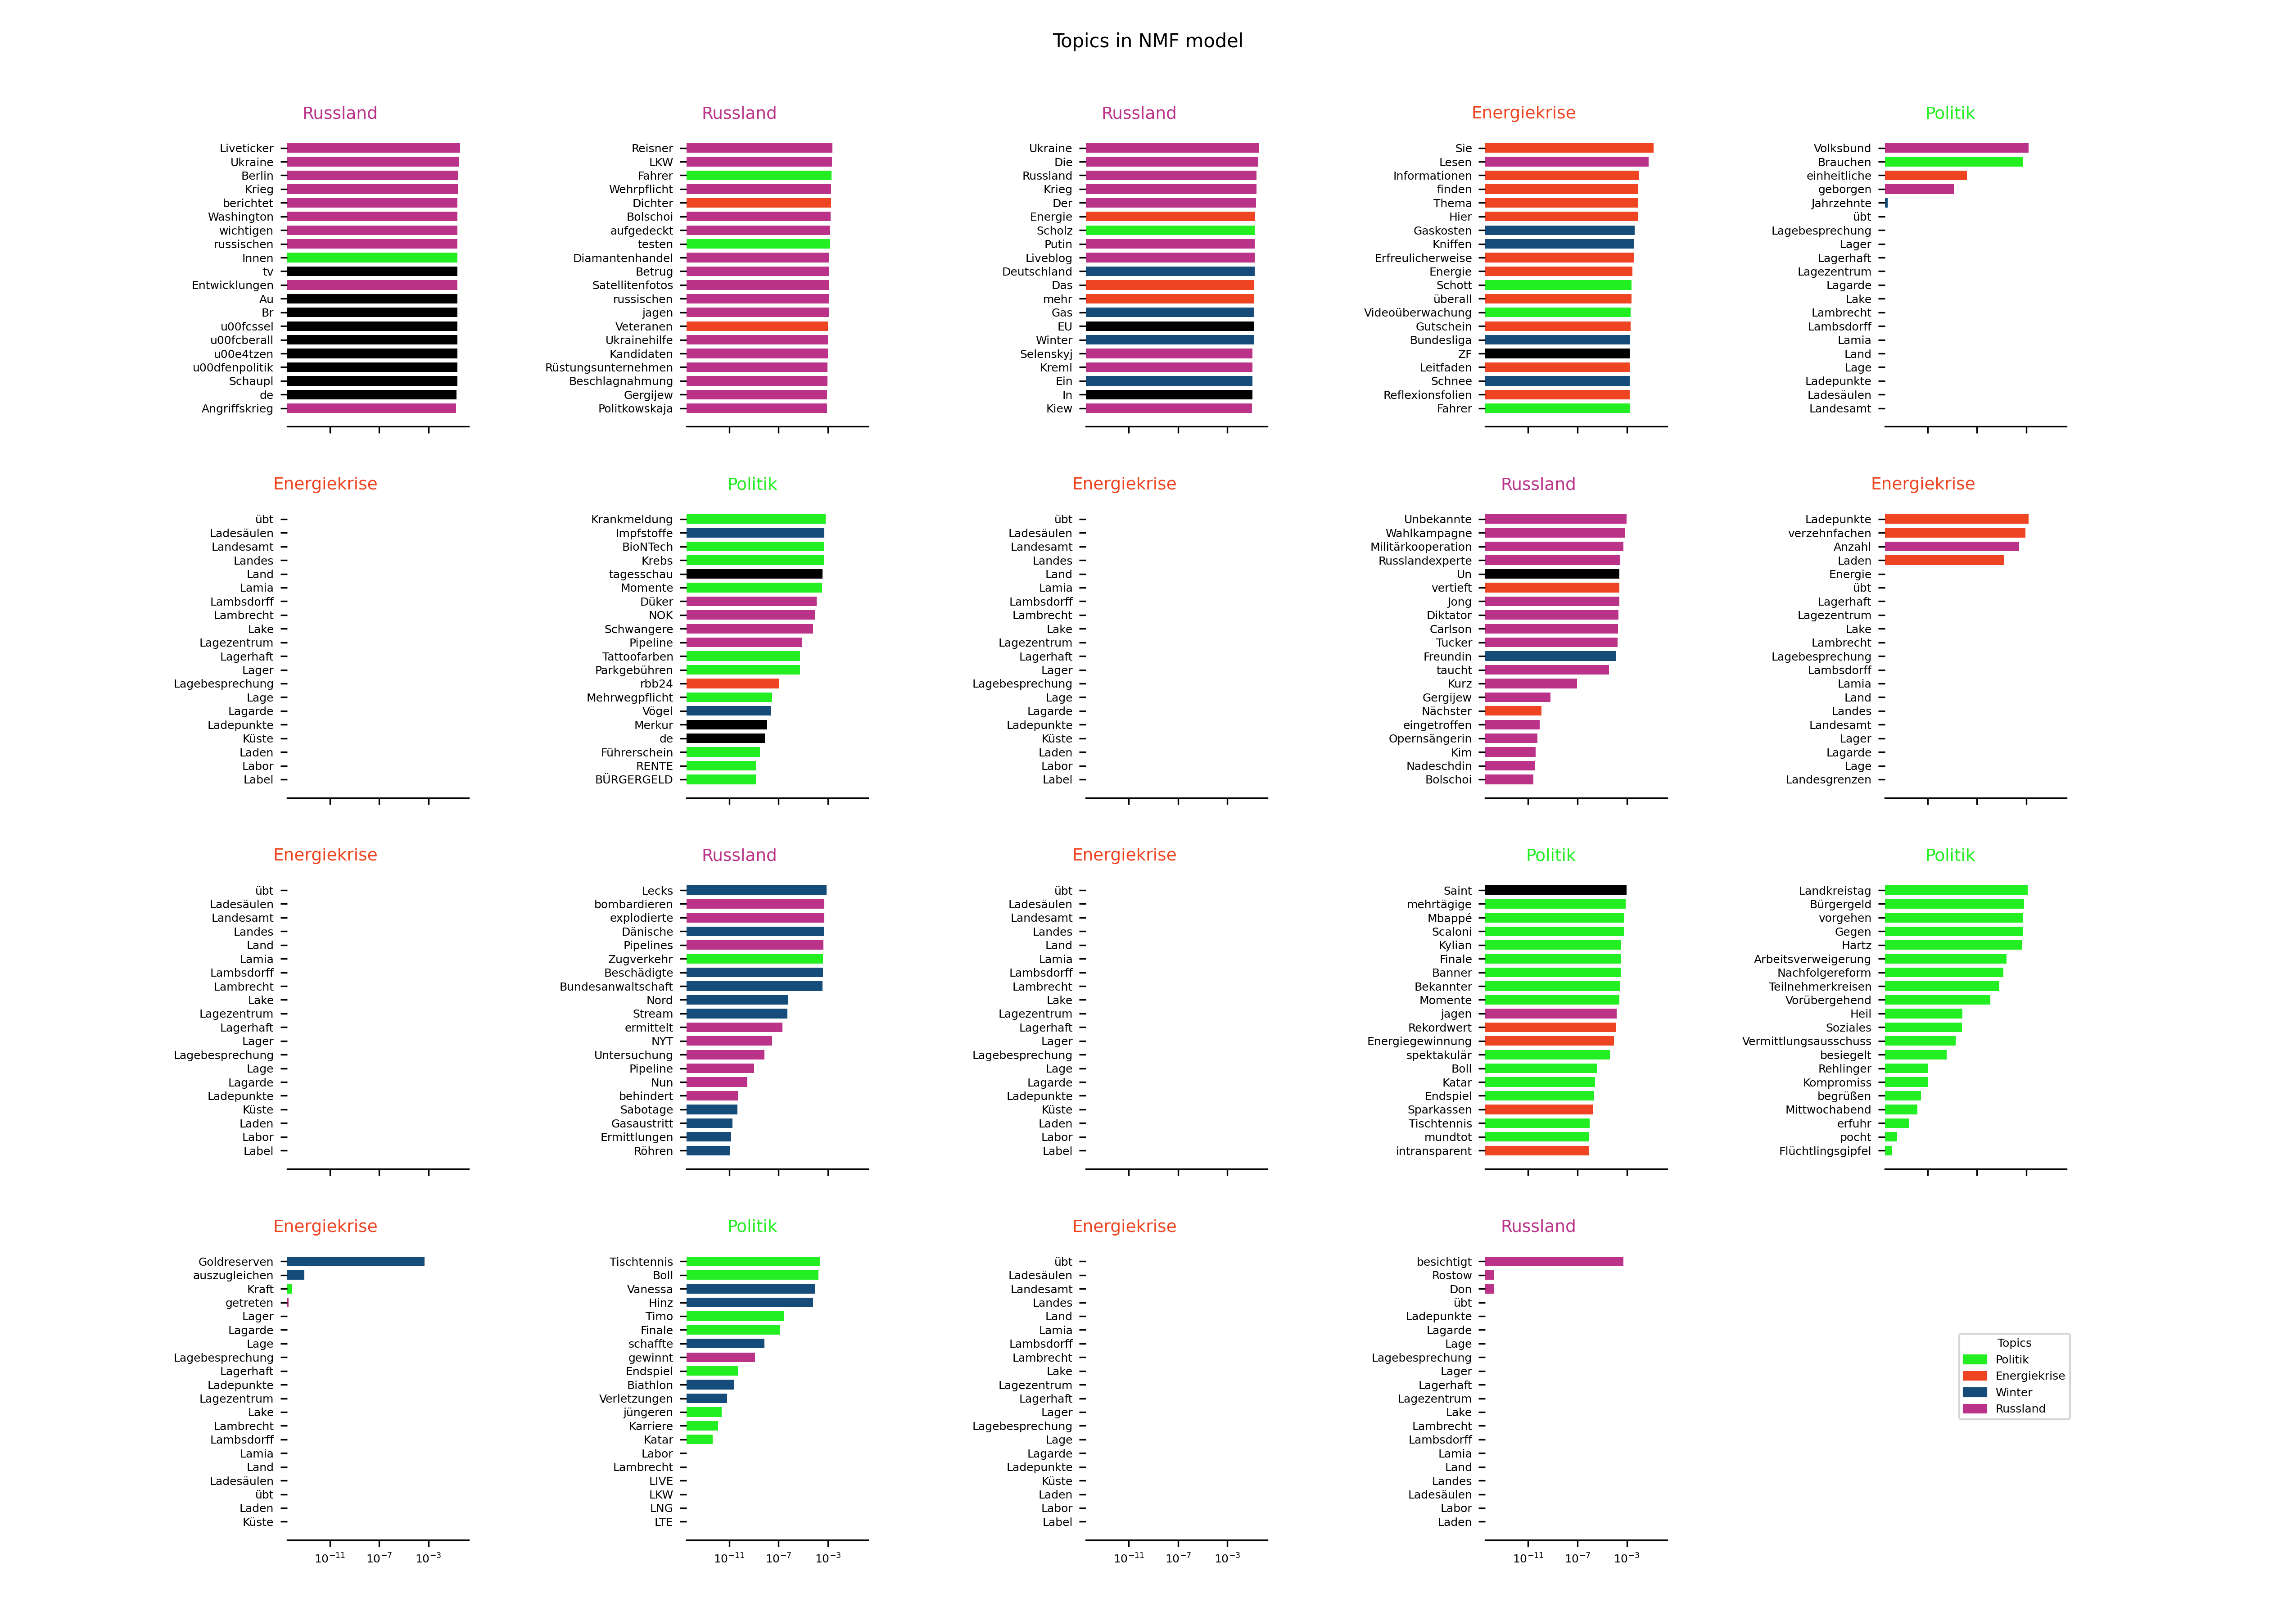 Topics in NMF model
Russland
Liveticker
Ukraine
Berlin
Krieg
berichtet
Washington
wichtigen
russischen
Innen
tv
Entwicklungen
Au
Br
u00fcssel
u00fcberall
u00e4tzen
u00dfenpolitik
Schaupl
de
Angriffskrieg
Russland
Reisner
LKW
Fahrer
Wehrpflicht
Dichter
Bolschoi
aufgedeckt
testen
Diamantenhandel
Betrug
Satellitenfotos
russischen
jagen
Veteranen
Ukrainehilfe
Kandidaten
Rüstungsunternehmen
Beschlagnahmung
Gergijew
Politkowskaja
Russland
Ukraine
Die
Russland
Krieg
Der
Energie
Scholz
Putin
Liveblog
Deutschland
Das
mehr
Gas
EU
Winter
Selenskyj
Kreml
Ein
In
Kiew
Energiekrise
Sie
Lesen
Informationen
finden
Thema
Hier
Gaskosten
Kniffen
Erfreulicherweise
Energie
Schott
überall
Videoüberwachung
Gutschein
Bundesliga
ZF
Leitfaden
Schnee
Reflexionsfolien
Fahrer
Politik
Volksbund
Brauchen
einheitliche
geborgen
Jahrzehnte
übt
Lagebesprechung
Lager
Lagerhaft
Lagezentrum
Lagarde
Lake
Lambrecht
Lambsdorff
Lamia
Land
Lage
Ladepunkte
Ladesäulen
Landesamt
Energiekrise
übt
Ladesäulen
Landesamt
Landes
Land
Lamia
Lambsdorff
Lambrecht
Lake
Lagezentrum
Lagerhaft
Lager
Lagebesprechung
Lage
Lagarde
Ladepunkte
Küste
Laden
Labor
Label
Politik
Krankmeldung
Impfstoffe
BioNTech
Krebs
tagesschau
Momente
Düker
NOK
Schwangere
Pipeline
Tattoofarben
Parkgebühren
rbb24
Mehrwegpflicht
Vögel
Merkur
de
Führerschein
RENTE
BÜRGERGELD
Energiekrise
übt
Ladesäulen
Landesamt
Landes
Land
Lamia
Lambsdorff
Lambrecht
Lake
Lagezentrum
Lagerhaft
Lager
Lagebesprechung
Lage
Lagarde
Ladepunkte
Küste
Laden
Labor
Label
Russland
Unbekannte
Wahlkampagne
Militärkooperation
Russlandexperte
Un
vertieft
Jong
Diktator
Carlson
Tucker
Freundin
taucht
Kurz
Gergijew
Nächster
eingetroffen
Opernsängerin
Kim
Nadeschdin
Bolschoi
Energiekrise
Ladepunkte
verzehnfachen
Anzahl
Laden
Energie
übt
Lagerhaft
Lagezentrum
Lake
Lambrecht
Lagebesprechung
Lambsdorff
Lamia
Land
Landes
Landesamt
Lager
Lagarde
Lage
Landesgrenzen
Energiekrise
übt
Ladesäulen
Landesamt
Landes
Land
Lamia
Lambsdorff
Lambrecht
Lake
Lagezentrum
Lagerhaft
Lager
Lagebesprechung
Lage
Lagarde
Ladepunkte
Küste
Laden
Labor
Label
Russland
Lecks
bombardieren
explodierte
Dänische
Pipelines
Zugverkehr
Beschädigte
Bundesanwaltschaft
Nord
Stream
ermittelt
NYT
Untersuchung
Pipeline
Nun
behindert
Sabotage
Gasaustritt
Ermittlungen
Röhren
Energiekrise
übt
Ladesäulen
Landesamt
Landes
Land
Lamia
Lambsdorff
Lambrecht
Lake
Lagezentrum
Lagerhaft
Lager
Lagebesprechung
Lage
Lagarde
Ladepunkte
Küste
Laden
Labor
Label
Politik
Saint
mehrtägige
Mbappé
Scaloni
Kylian
Finale
Banner
Bekannter
Momente
jagen
Rekordwert
Energiegewinnung
spektakulär
Boll
Katar
Endspiel
Sparkassen
Tischtennis
mundtot
intransparent
Politik
Landkreistag
Bürgergeld
vorgehen
Gegen
Hartz
Arbeitsverweigerung
Nachfolgereform
Teilnehmerkreisen
Vorübergehend
Heil
Soziales
Vermittlungsausschuss
besiegelt
Rehlinger
Kompromiss
begrüßen
Mittwochabend
erfuhr
pocht
Flüchtlingsgipfel
Energiekrise
Goldreserven
auszugleichen
Kraft
getreten
Lager
Lagarde
Lage
Lagebesprechung
Lagerhaft
Ladepunkte
Lagezentrum
Lake
Lambrecht
Lambsdorff
Lamia
Land
Ladesäulen
übt
Laden
Küste
10⁻¹¹ 10⁻⁷ 10⁻³
Politik
Tischtennis
Boll
Vanessa
Hinz
Timo
Finale
schaffte
gewinnt
Endspiel
Biathlon
Verletzungen
jüngeren
Karriere
Katar
Labor
Lambrecht
LIVE
LKW
LNG
LTE
10⁻¹¹ 10⁻⁷ 10⁻³
Energiekrise
übt
Ladesäulen
Landesamt
Landes
Land
Lamia
Lambsdorff
Lambrecht
Lake
Lagezentrum
Lagerhaft
Lager
Lagebesprechung
Lage
Lagarde
Ladepunkte
Küste
Laden
Labor
Label
10⁻¹¹ 10⁻⁷ 10⁻³
Russland
besichtigt
Rostow
Don
übt
Ladepunkte
Lagarde
Lage
Lagebesprechung
Lager
Lagerhaft
Lagezentrum
Lake
Lambrecht
Lambsdorff
Lamia
Land
Landes
Ladesäulen
Labor
Laden
10⁻¹¹ 10⁻⁷ 10⁻³
Topics
Politik
Energiekrise
Winter
Russland